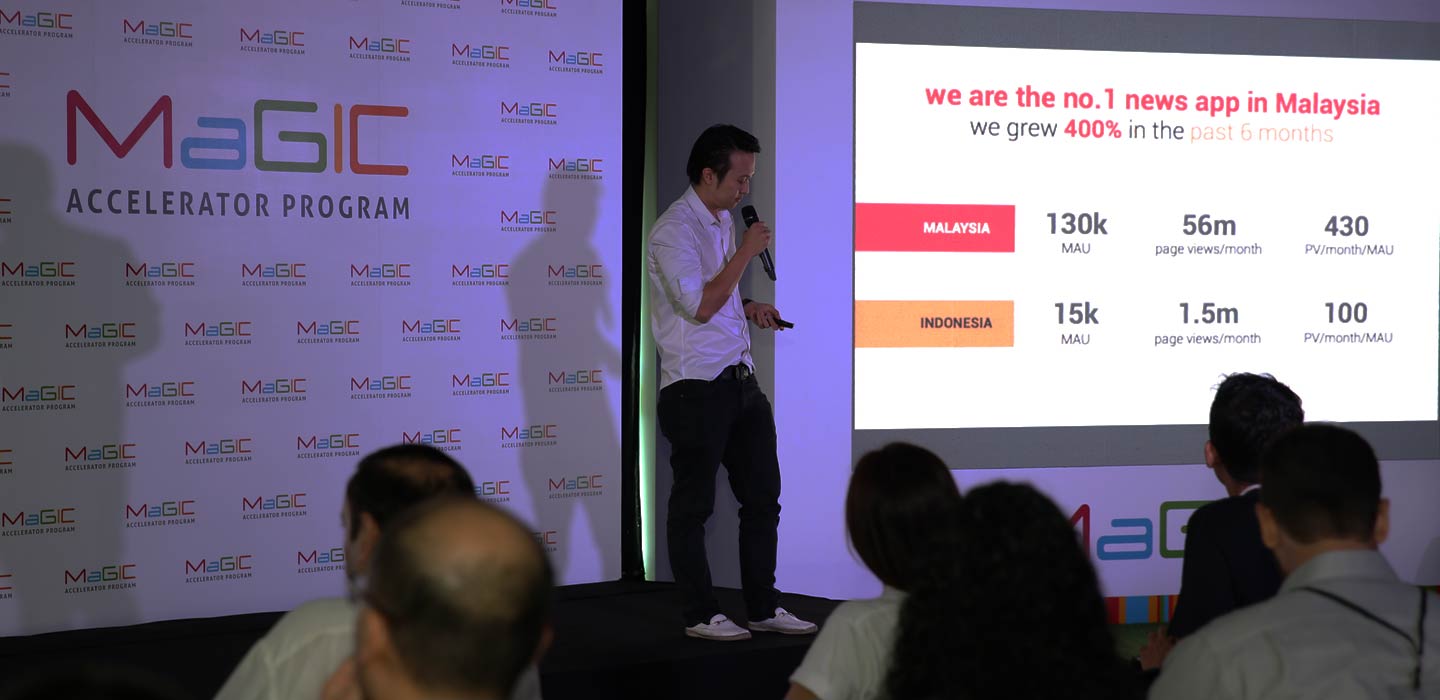 MaGIC
ACCELERATOR PROGRAM
we are the no.1 news app in Malaysia
we grew 400% in the past 6 months
MALAYSIA
130k
MAU
56m
page views/month
430
PV/month/MAU
INDONESIA
15k
MAU
1.5m
page views/month
100
PV/month/MAU
MaG